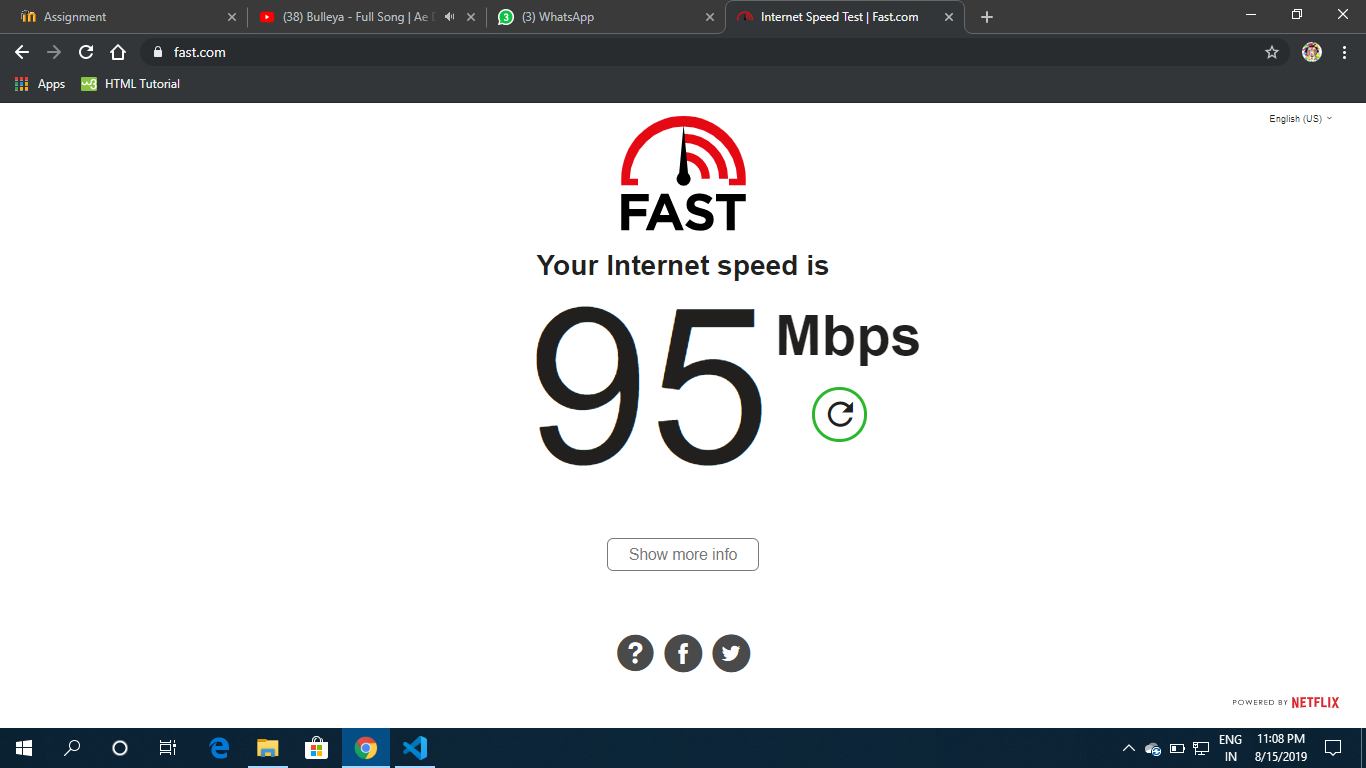 Assignment
(38) Bulleya - Full Song | Ae
3
(3) WhatsApp
Internet Speed Test | Fast.com
fast.com
Apps
HTML Tutorial
English (US)
FAST
Your Internet speed is
95 Mbps
Show more info
?
POWERED BY NETFLIX
ENG
IN
11:08 PM
8/15/2019